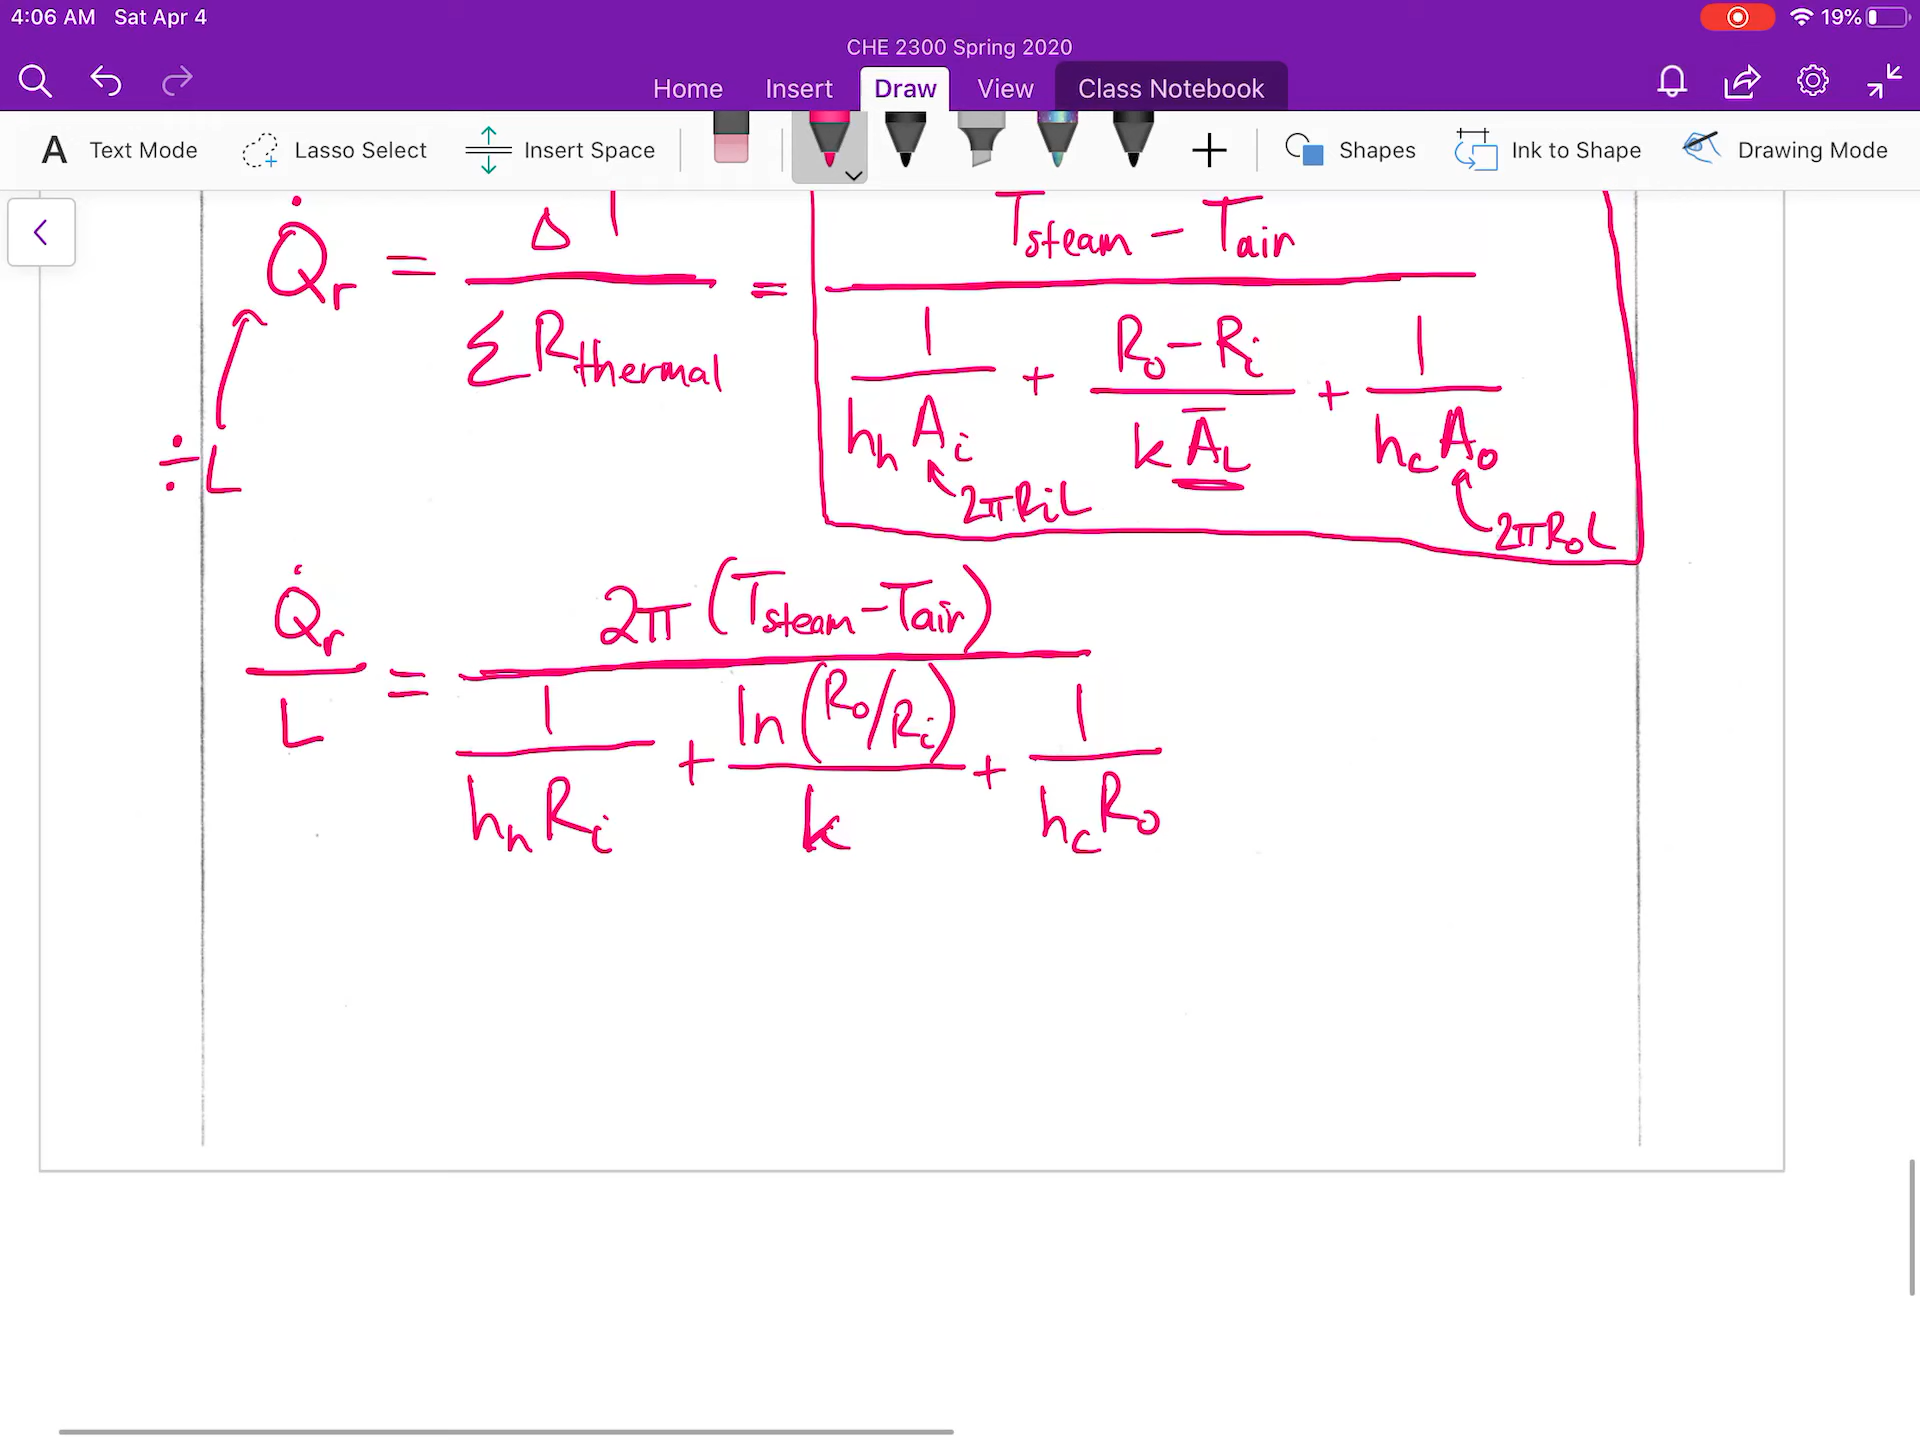 4:06 AM Sat Apr 4 19%
CHE 2300 Spring 2020
Home Insert Draw View Class Notebook
A Text Mode Lasso Select Insert Space Shapes Ink to Shape Drawing Mode
Q̇r = ΔT / ΣRthermal = (Tsteam − Tair) / (1/(hh Ai) + (Ro − Ri)/(k A̅L) + 1/(hc Ao))
÷L
2πRiL
2πRoL
Q̇r/L = 2π(Tsteam − Tair) / (1/(hh Ri) + ln(Ro/Ri)/k + 1/(hc Ro))